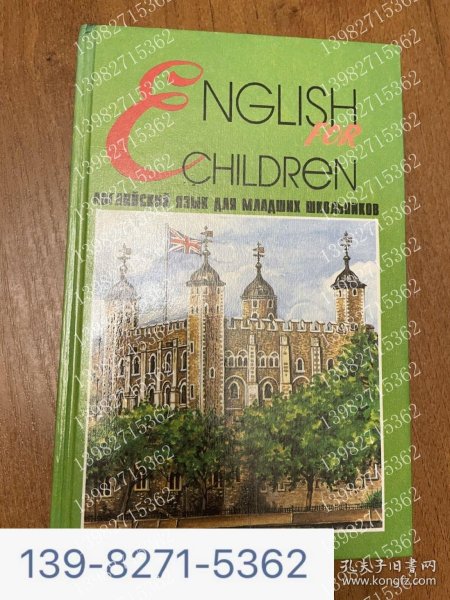 ENGLISH
FOR
CHILDREN
АНГЛИЙСКИЙ ЯЗЫК ДЛЯ МЛАДШИХ ШКОЛЬНИКОВ
13982715362
139-8271-5362
孔夫子旧书网
www.kongfz.com